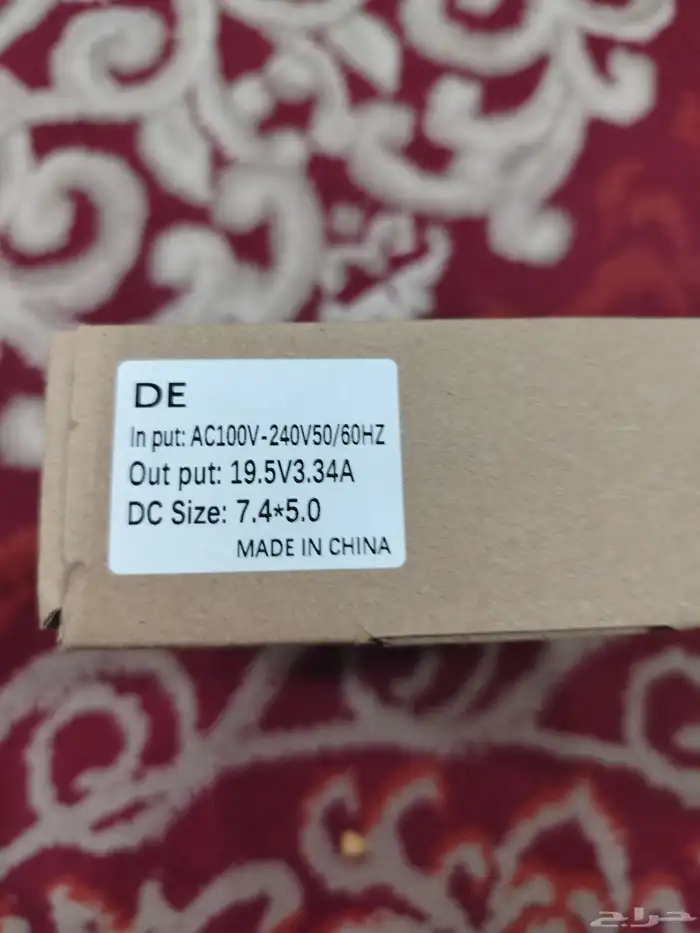 DE
In put: AC100V-240V50/60HZ
Out put: 19.5V3.34A
DC Size: 7.4*5.0
MADE IN CHINA
حراج